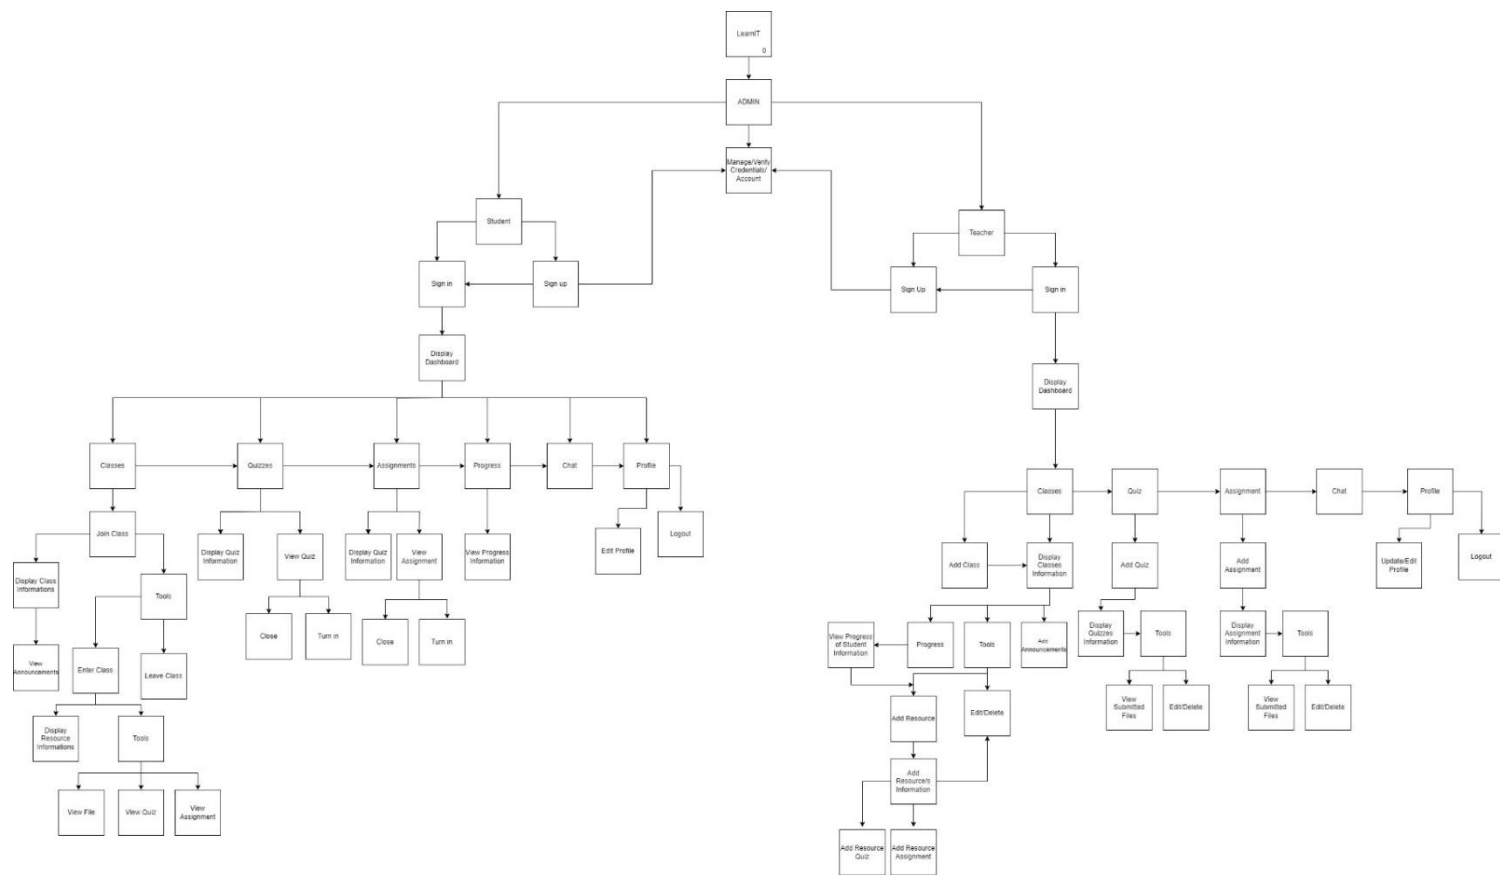 LearnIT
0
ADMIN
Manage/Verify
Credentials/
Account
Student
Teacher
Sign in
Sign up
Sign Up
Sign in
Display
Dashboard
Display
Dashboard
Classes
Quizzes
Assignments
Progress
Chat
Profile
Classes
Quiz
Assignment
Chat
Profile
Join Class
Display Quiz
Information
View Quiz
Display Quiz
Information
View
Assignment
View Progress
Information
Edit Profile
Logout
Add Class
Display
Classes
Information
Add Quiz
Add
Assignment
Update/Edit
Profile
Logout
Display Class
Informations
Tools
Close
Turn in
Close
Turn in
View Progress
of Student
Information
Progress
Tools
Add
Announcements
Display
Quizzes
Information
Tools
Display
Assignment
Information
Tools
View
Announcements
Enter Class
Leave Class
View
Submitted
Files
Edit/Delete
View
Submitted
Files
Edit/Delete
Add Resource
Edit/Delete
Display
Resource
Informations
Tools
Add
Resource/s
Information
View File
View Quiz
View
Assignment
Add Resource
Quiz
Add Resource
Assignment